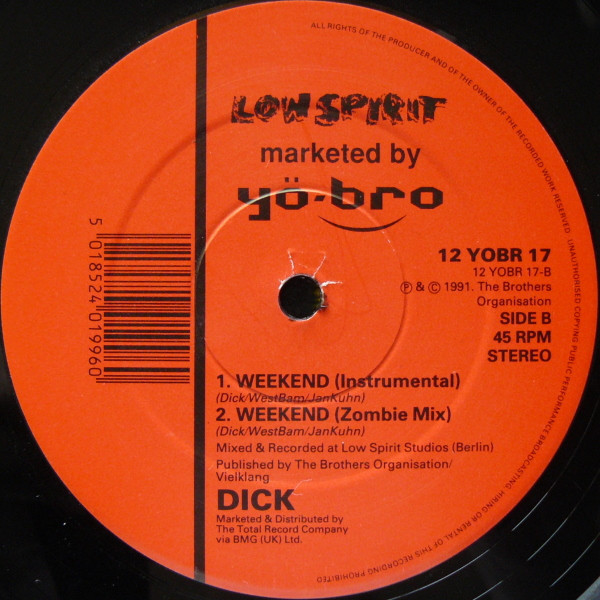 ALL RIGHTS OF THE PRODUCER AND OF THE OWNER OF THE RECORDED WORK RESERVED UNAUTHORISED COPYING PUBLIC PERFORMANCE BROADCASTING HIRING OR RENTAL OF THIS RECORDING PROHIBITED
LOW SPIRIT
marketed by
yö·bro
12 YOBR 17
12 YOBR 17-B
Ⓟ & © 1991. The Brothers
Organisation
SIDE B
45 RPM
STEREO
5 018524 019960
1. WEEKEND (Instrumental)
(Dick/WestBam/JanKuhn)
2. WEEKEND (Zombie Mix)
(Dick/WestBam/JanKuhn)
Mixed & Recorded at Low Spirit Studios (Berlin)
Published by The Brothers Organisation/
Vielklang
DICK
Marketed & Distributed by
The Total Record Company
via BMG (UK) Ltd.